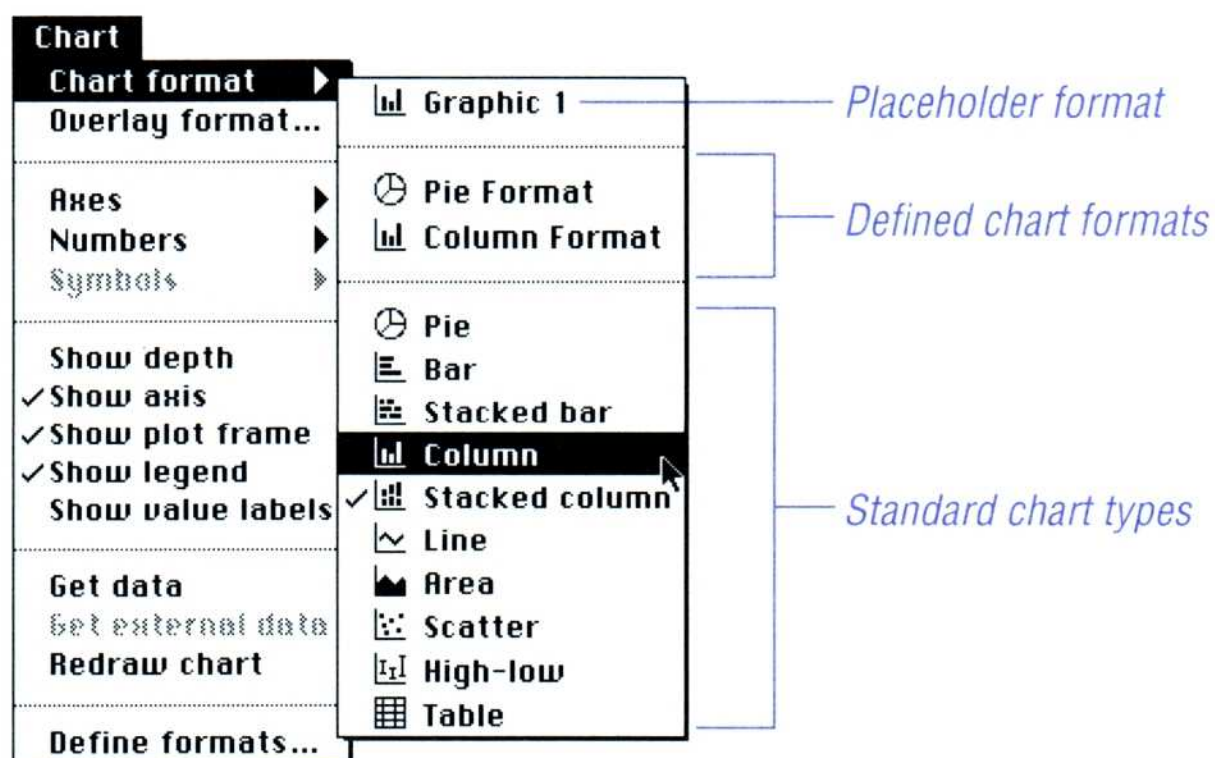 Chart
Chart format
Overlay format...
Axes
Numbers
Symbols
Show depth
✓Show axis
✓Show plot frame
✓Show legend
Show value labels
Get data
Get external data
Redraw chart
Define formats...
Graphic 1
Pie Format
Column Format
Pie
Bar
Stacked bar
Column
✓Stacked column
Line
Area
Scatter
High-low
Table
Placeholder format
Defined chart formats
Standard chart types